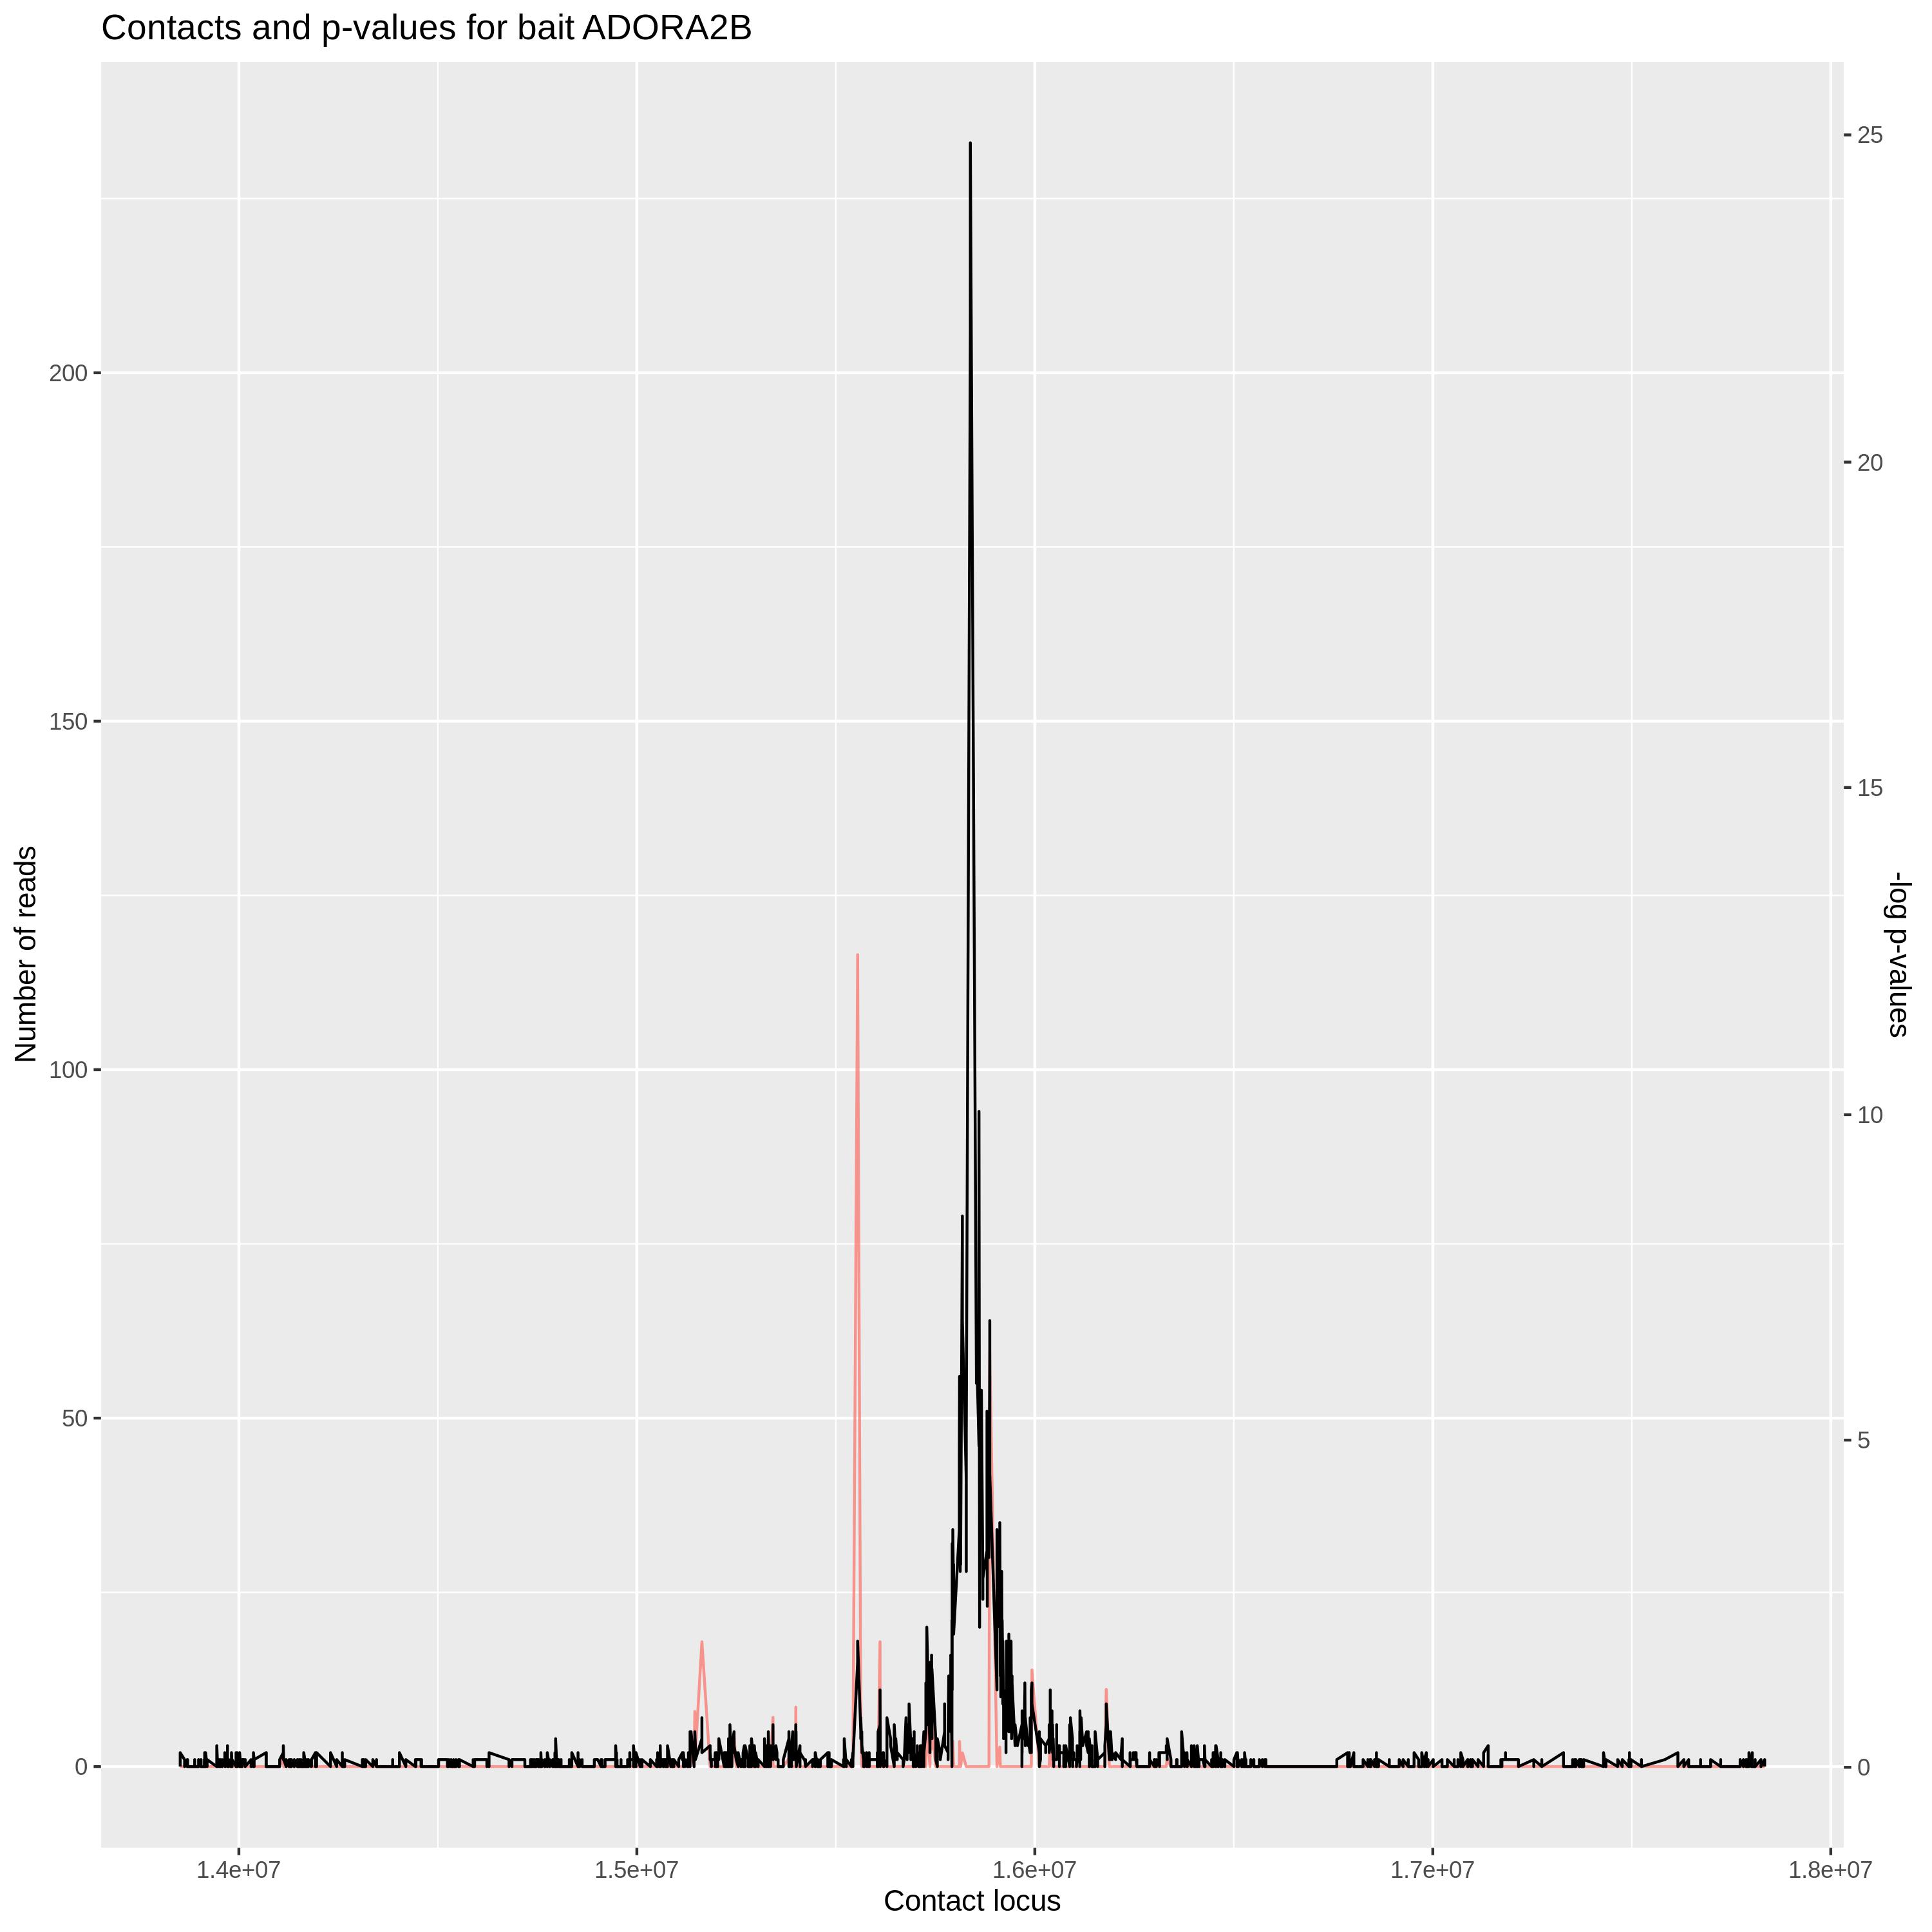 Contacts and p-values for bait ADORA2B
Number of reads
200
150
100
50
0
25
20
15
10
5
0
-log p-values
1.4e+07
1.5e+07
1.6e+07
1.7e+07
1.8e+07
Contact locus